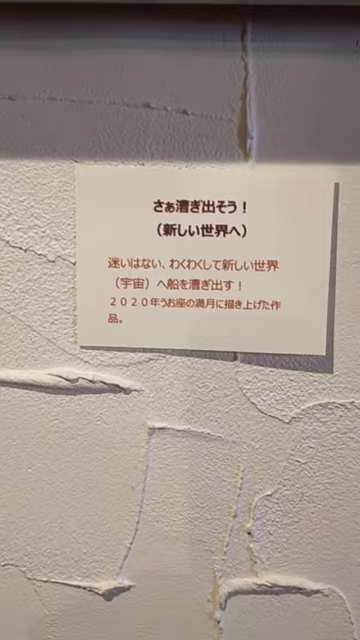 さぁ漕ぎ出そう！
（新しい世界へ）
迷いはない、わくわくして新しい世界
（宇宙）へ船を漕ぎ出す！
２０２０年うお座の満月に描き上げた作
品。